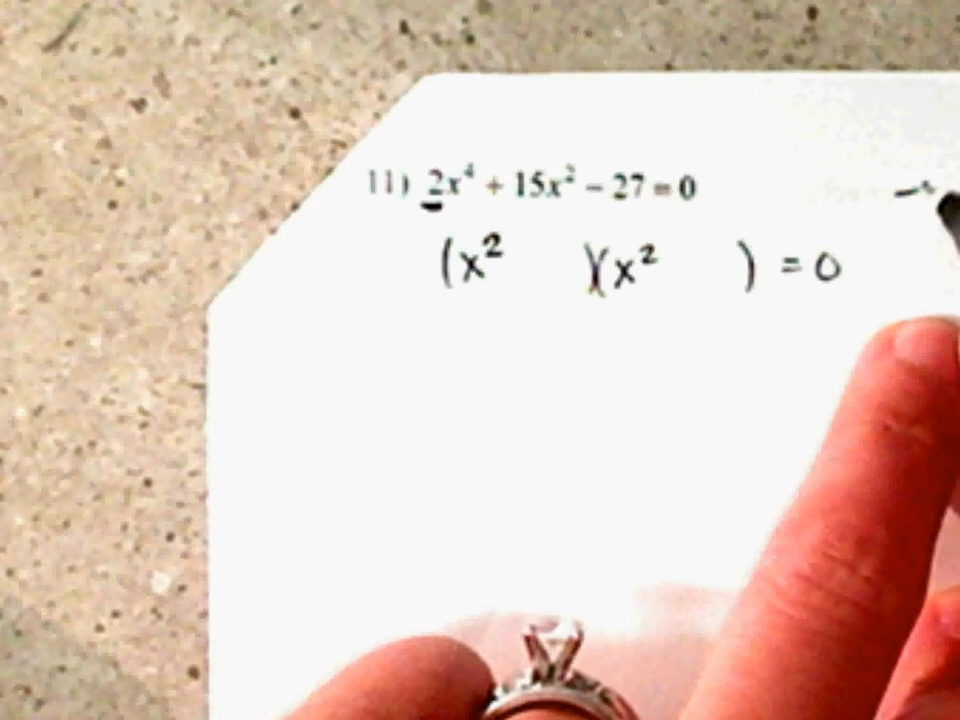 11) 2x⁴ + 15x² − 27 = 0
(x² )(x² ) = 0